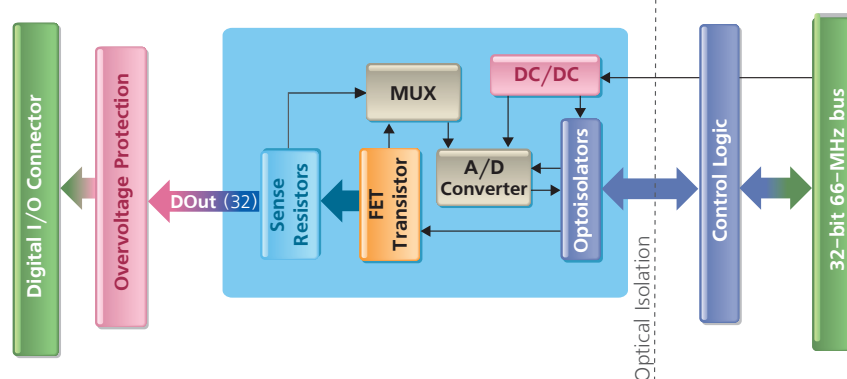 Digital I/O Connector
Overvoltage Protection
DOut (32)
Sense
Resistors
MUX
FET
Transistor
A/D
Converter
DC/DC
Optoisolators
Optical Isolation
Control Logic
32-bit 66-MHz bus